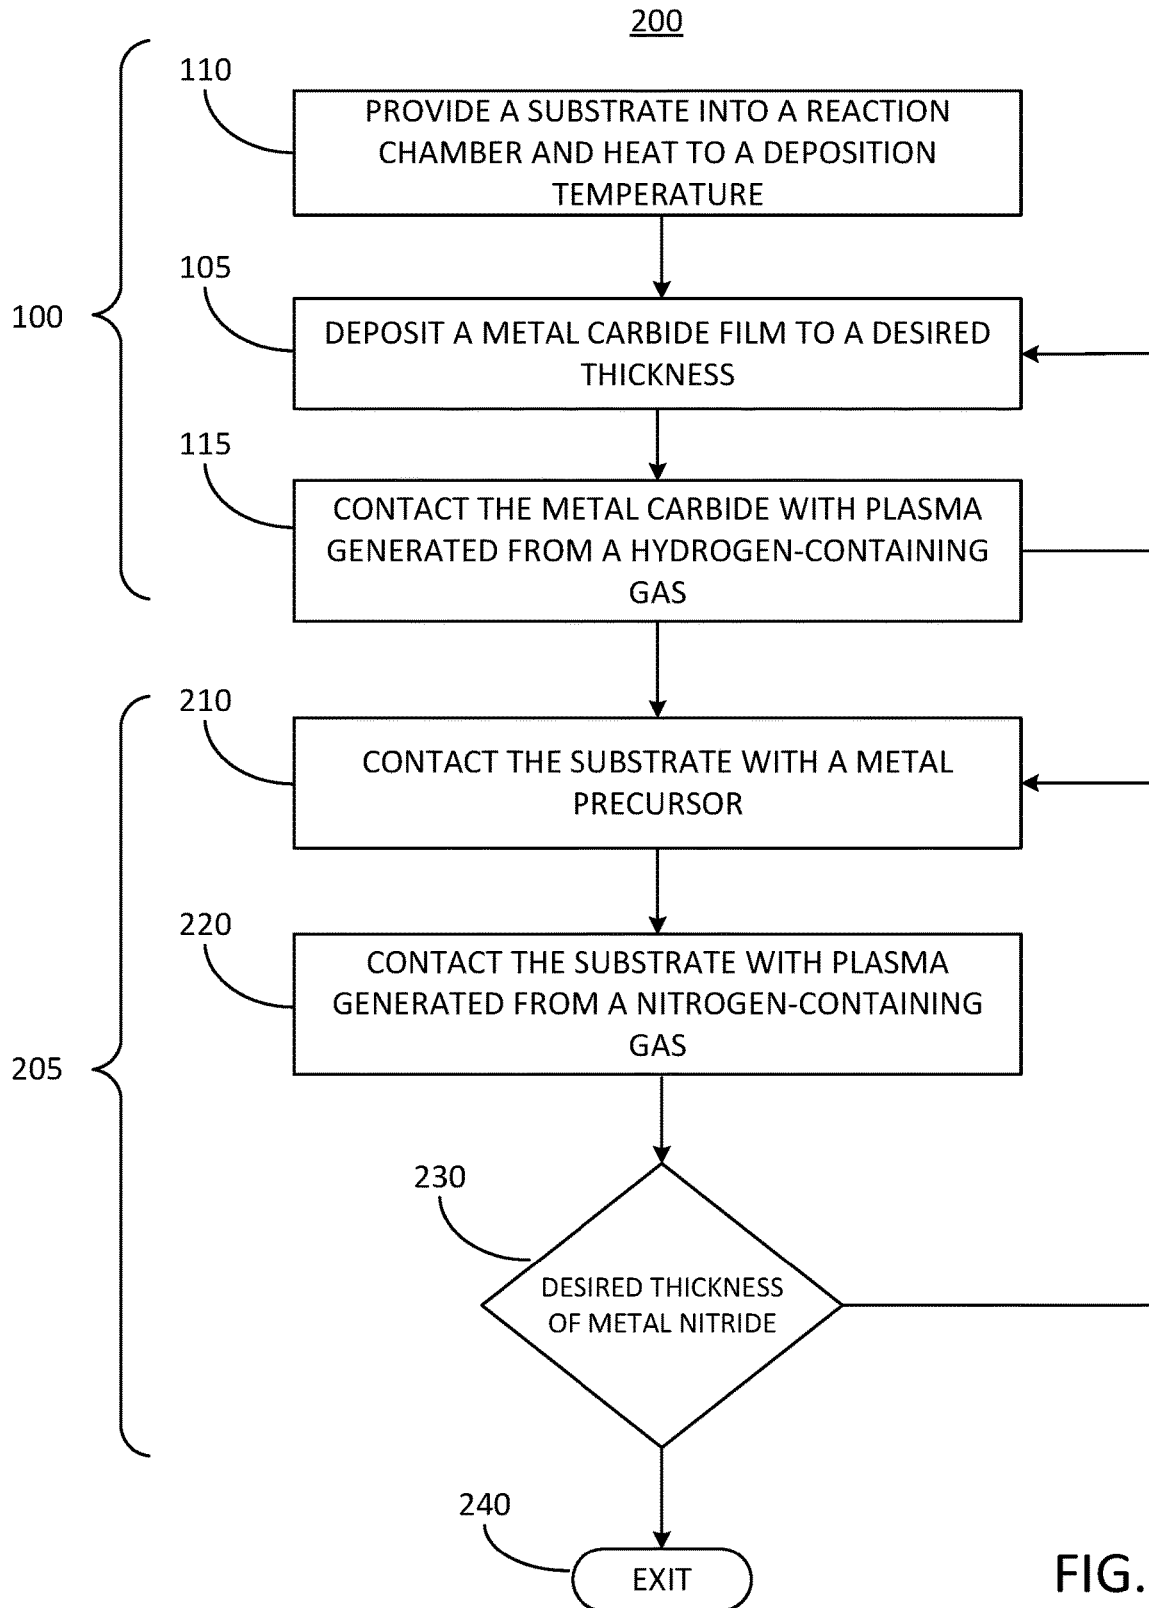 200
110
PROVIDE A SUBSTRATE INTO A REACTION
CHAMBER AND HEAT TO A DEPOSITION
TEMPERATURE
105
DEPOSIT A METAL CARBIDE FILM TO A DESIRED
THICKNESS
100
115
CONTACT THE METAL CARBIDE WITH PLASMA
GENERATED FROM A HYDROGEN-CONTAINING
GAS
210
CONTACT THE SUBSTRATE WITH A METAL
PRECURSOR
220
CONTACT THE SUBSTRATE WITH PLASMA
GENERATED FROM A NITROGEN-CONTAINING
GAS
205
230
DESIRED THICKNESS
OF METAL NITRIDE
240
EXIT
FIG.